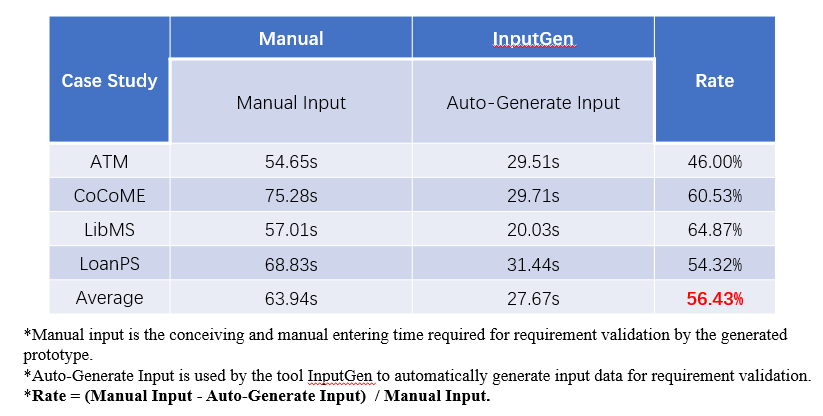 Case Study Manual InputGen Rate
Manual Input Auto-Generate Input
ATM 54.65s 29.51s 46.00%
CoCoME 75.28s 29.71s 60.53%
LibMS 57.01s 20.03s 64.87%
LoanPS 68.83s 31.44s 54.32%
Average 63.94s 27.67s 56.43%
*Manual input is the conceiving and manual entering time required for requirement validation by the generated
prototype.
*Auto-Generate Input is used by the tool InputGen to automatically generate input data for requirement validation.
*Rate = (Manual Input - Auto-Generate Input) / Manual Input.